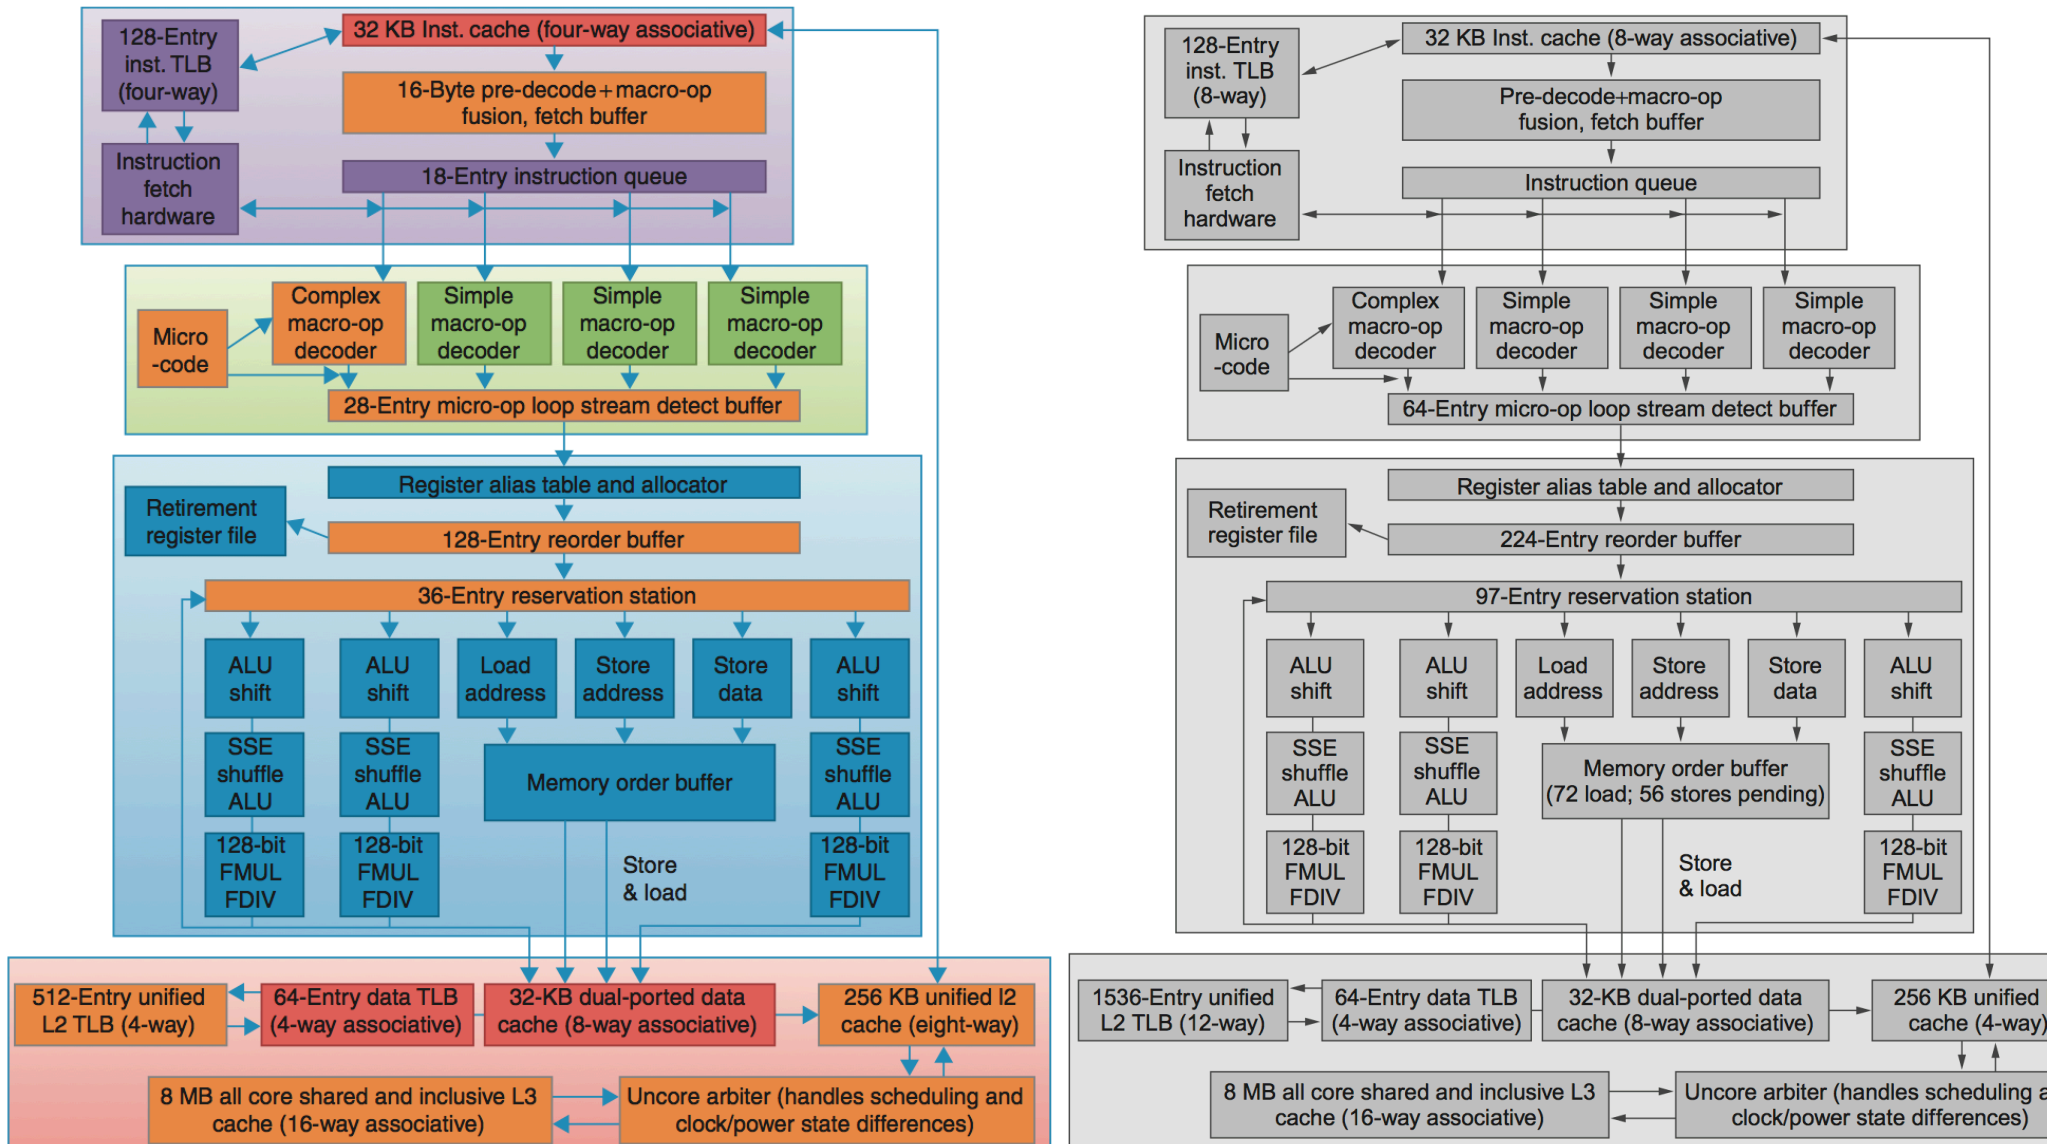 128-Entry
inst. TLB
(four-way)
32 KB Inst. cache (four-way associative)
16-Byte pre-decode+macro-op
fusion, fetch buffer
Instruction
fetch
hardware
18-Entry instruction queue
Micro
-code
Complex
macro-op
decoder
Simple
macro-op
decoder
Simple
macro-op
decoder
Simple
macro-op
decoder
28-Entry micro-op loop stream detect buffer
Register alias table and allocator
Retirement
register file
128-Entry reorder buffer
36-Entry reservation station
ALU
shift
ALU
shift
Load
address
Store
address
Store
data
ALU
shift
SSE
shuffle
ALU
SSE
shuffle
ALU
Memory order buffer
SSE
shuffle
ALU
128-bit
FMUL
FDIV
128-bit
FMUL
FDIV
Store
& load
128-bit
FMUL
FDIV
512-Entry unified
L2 TLB (4-way)
64-Entry data TLB
(4-way associative)
32-KB dual-ported data
cache (8-way associative)
256 KB unified l2
cache (eight-way)
8 MB all core shared and inclusive L3
cache (16-way associative)
Uncore arbiter (handles scheduling and
clock/power state differences)
128-Entry
inst. TLB
(8-way)
32 KB Inst. cache (8-way associative)
Pre-decode+macro-op
fusion, fetch buffer
Instruction
fetch
hardware
Instruction queue
Micro
-code
Complex
macro-op
decoder
Simple
macro-op
decoder
Simple
macro-op
decoder
Simple
macro-op
decoder
64-Entry micro-op loop stream detect buffer
Register alias table and allocator
Retirement
register file
224-Entry reorder buffer
97-Entry reservation station
ALU
shift
ALU
shift
Load
address
Store
address
Store
data
ALU
shift
SSE
shuffle
ALU
SSE
shuffle
ALU
Memory order buffer
(72 load; 56 stores pending)
SSE
shuffle
ALU
128-bit
FMUL
FDIV
128-bit
FMUL
FDIV
Store
& load
128-bit
FMUL
FDIV
1536-Entry unified
L2 TLB (12-way)
64-Entry data TLB
(4-way associative)
32-KB dual-ported data
cache (8-way associative)
256 KB unified
cache (4-way)
8 MB all core shared and inclusive L3
cache (16-way associative)
Uncore arbiter (handles scheduling a
clock/power state differences)